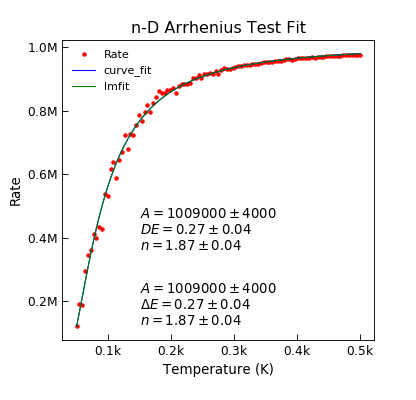 n-D Arrhenius Test Fit
1.0M
0.8M
0.6M
0.4M
0.2M
Rate
Rate
curve_fit
lmfit
A = 1009000 ± 4000
DE = 0.27 ± 0.04
n = 1.87 ± 0.04
A = 1009000 ± 4000
ΔE = 0.27 ± 0.04
n = 1.87 ± 0.04
0.1k 0.2k 0.3k 0.4k 0.5k
Temperature (K)